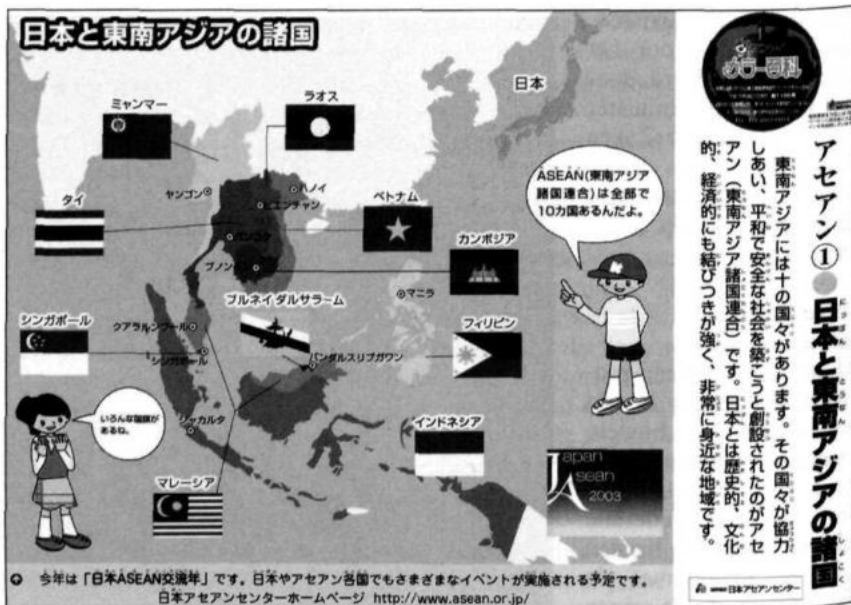 日本と東南アジアの諸国
日本
ミャンマー
ラオス
ヤンゴン
ハノイ
ビエンチャン
タイ
ベトナム
バンコク
カンボジア
プノンペン
マニラ
ブルネイ ダルサラーム
シンガポール
クアラルンプール
フィリピン
シンガポール
バンダルスリブガワン
ジャカルタ
インドネシア
マレーシア
ASEAN(東南アジア
諸国連合)は全部で
10カ国あるんだよ。
いろんな国旗が
あるね。
Japan
Asean
2003
今年は「日本ASEAN交流年」です。日本やアセアン各国でもさまざまなイベントが実施される予定です。
日本アセアンセンターホームページ http://www.asean.or.jp/
カラー百科
アセアン① 日本と東南アジアの諸国
東南アジアには十の国々があります。その国々が協力
しあい、平和で安全な社会を築こうと創設されたのがアセ
アン(東南アジア諸国連合)です。日本とは歴史的、文化
的、経済的にも結びつきが強く、非常に身近な地域です。
日本アセアンセンター